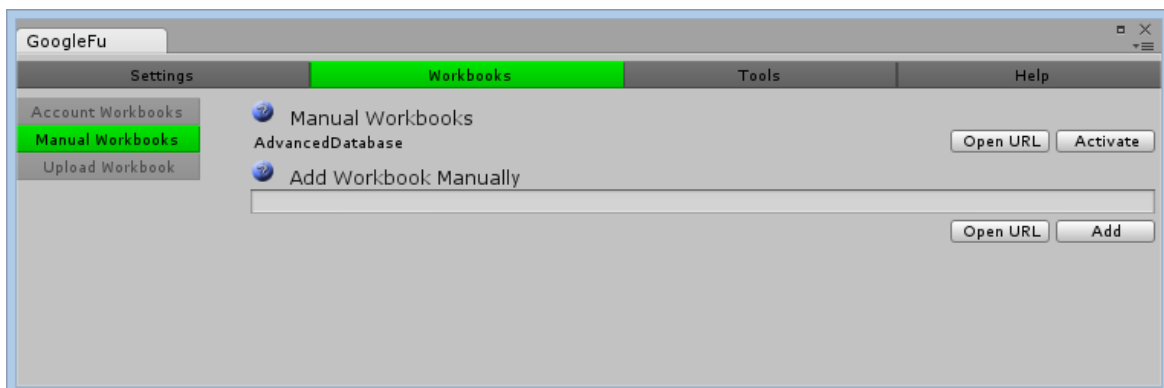 GoogleFu
Settings Workbooks Tools Help
Account Workbooks
Manual Workbooks
Upload Workbook
Manual Workbooks
AdvancedDatabase Open URL Activate
Add Workbook Manually
Open URL Add